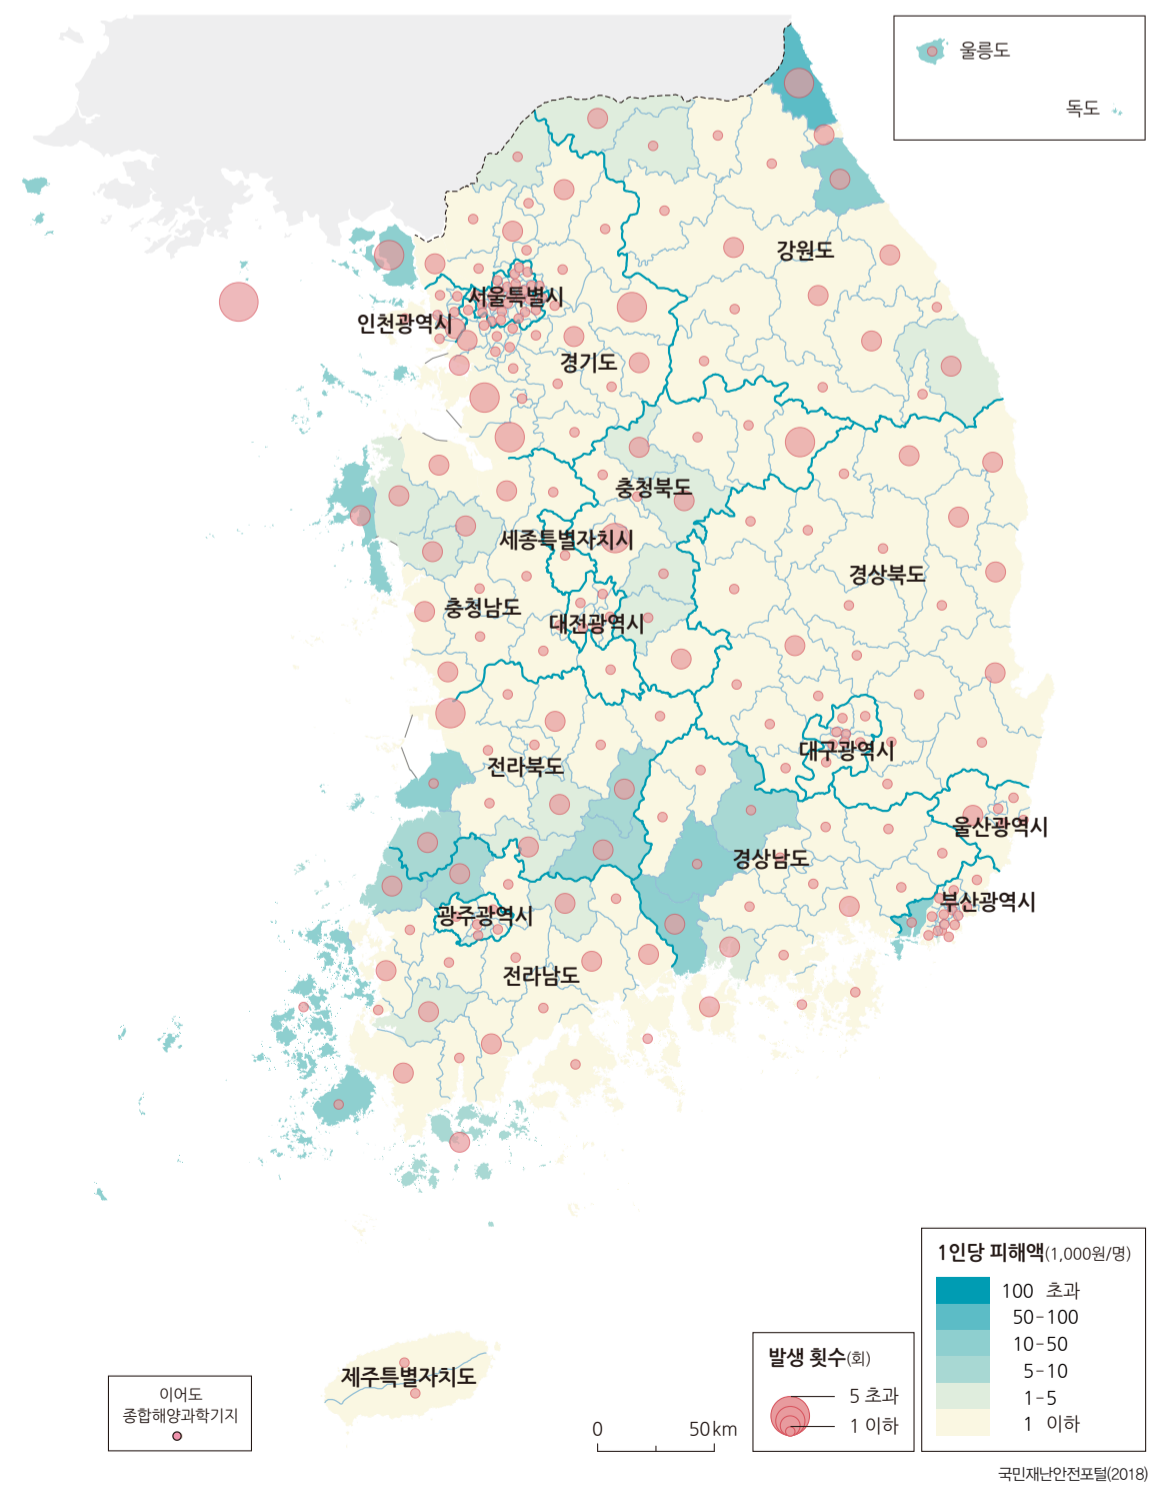 울릉도
독도
강원도
서울특별시
인천광역시
경기도
충청북도
세종특별자치시
경상북도
충청남도
대전광역시
대구광역시
전라북도
울산광역시
경상남도
부산광역시
광주광역시
전라남도
제주특별자치도
이어도
종합해양과학기지
0 50km
발생 횟수(회)
5 초과
1 이하
1인당 피해액(1,000원/명)
100 초과
50-100
10-50
5-10
1-5
1 이하
국민재난안전포털(2018)